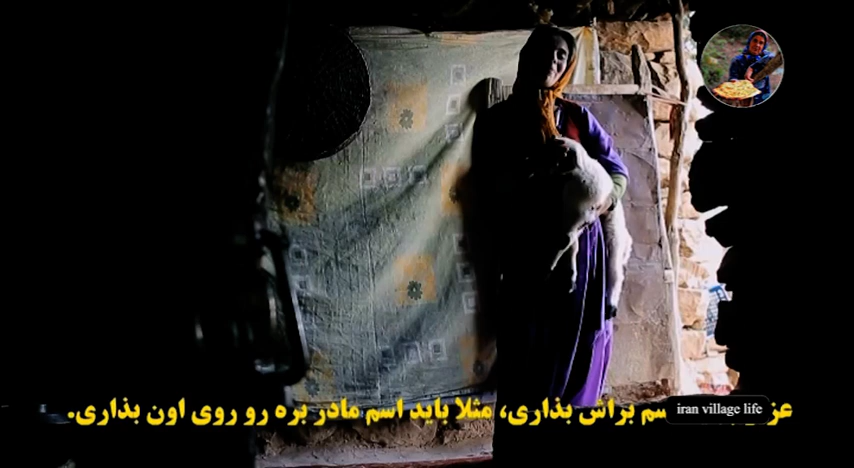 براش بذاری، مثلا باید اسم مادر بره رو روی اون بذاری.
iran village life